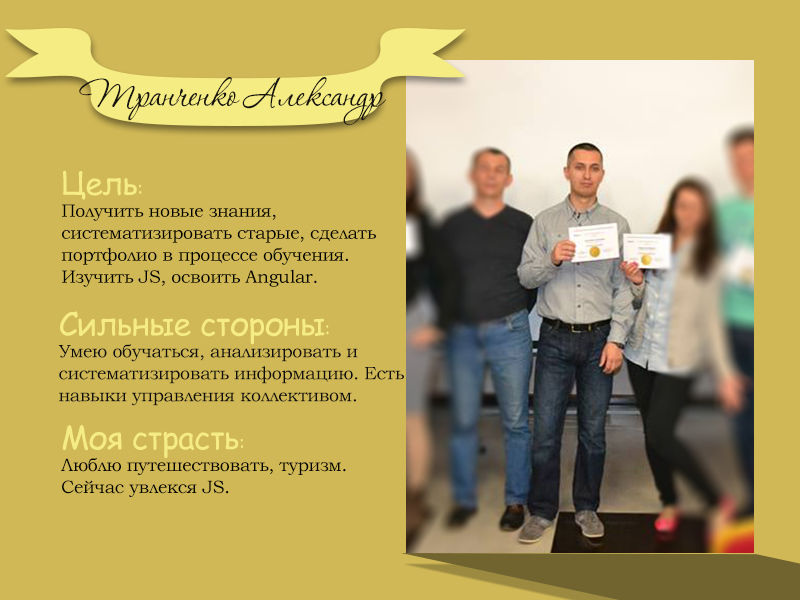 Транченко Александр
Цель:
Получить новые знания,
систематизировать старые, сделать
портфолио в процессе обучения.
Изучить JS, освоить Angular.
Сильные стороны:
Умею обучаться, анализировать и
систематизировать информацию. Есть
навыки управления коллективом.
Моя страсть:
Люблю путешествовать, туризм.
Сейчас увлекся JS.